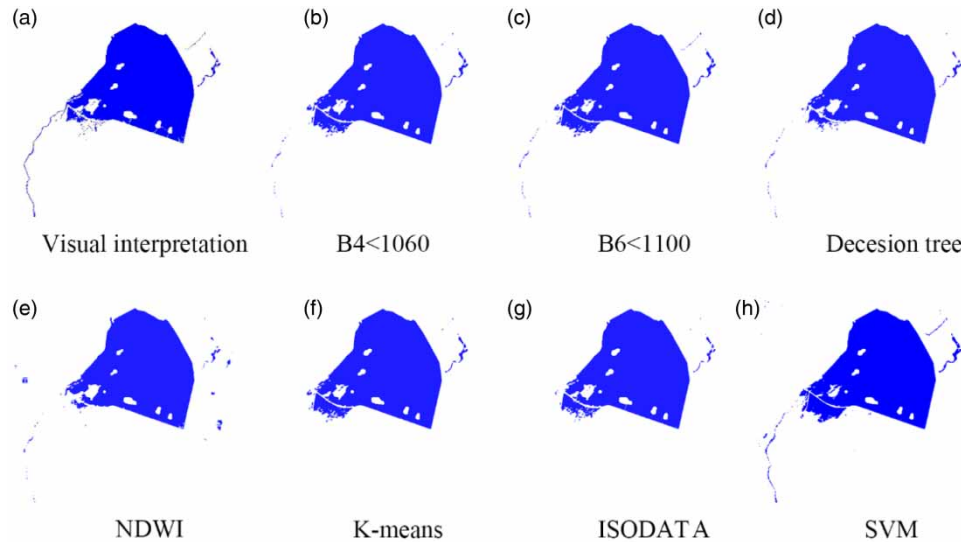 (a) (b) (c) (d)
Visual interpretation B4<1060 B6<1100 Decesion tree
(e) (f) (g) (h)
NDWI K-means ISODATA SVM